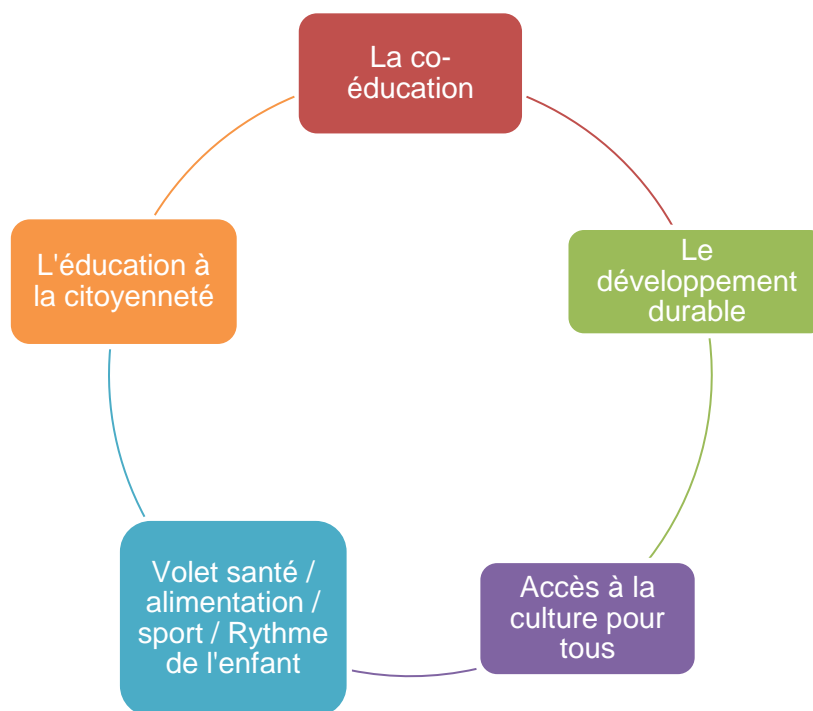 La co-
éducation
Le
développement
durable
Accès à la
culture pour
tous
Volet santé /
alimentation /
sport / Rythme
de l'enfant
L'éducation à
la citoyenneté